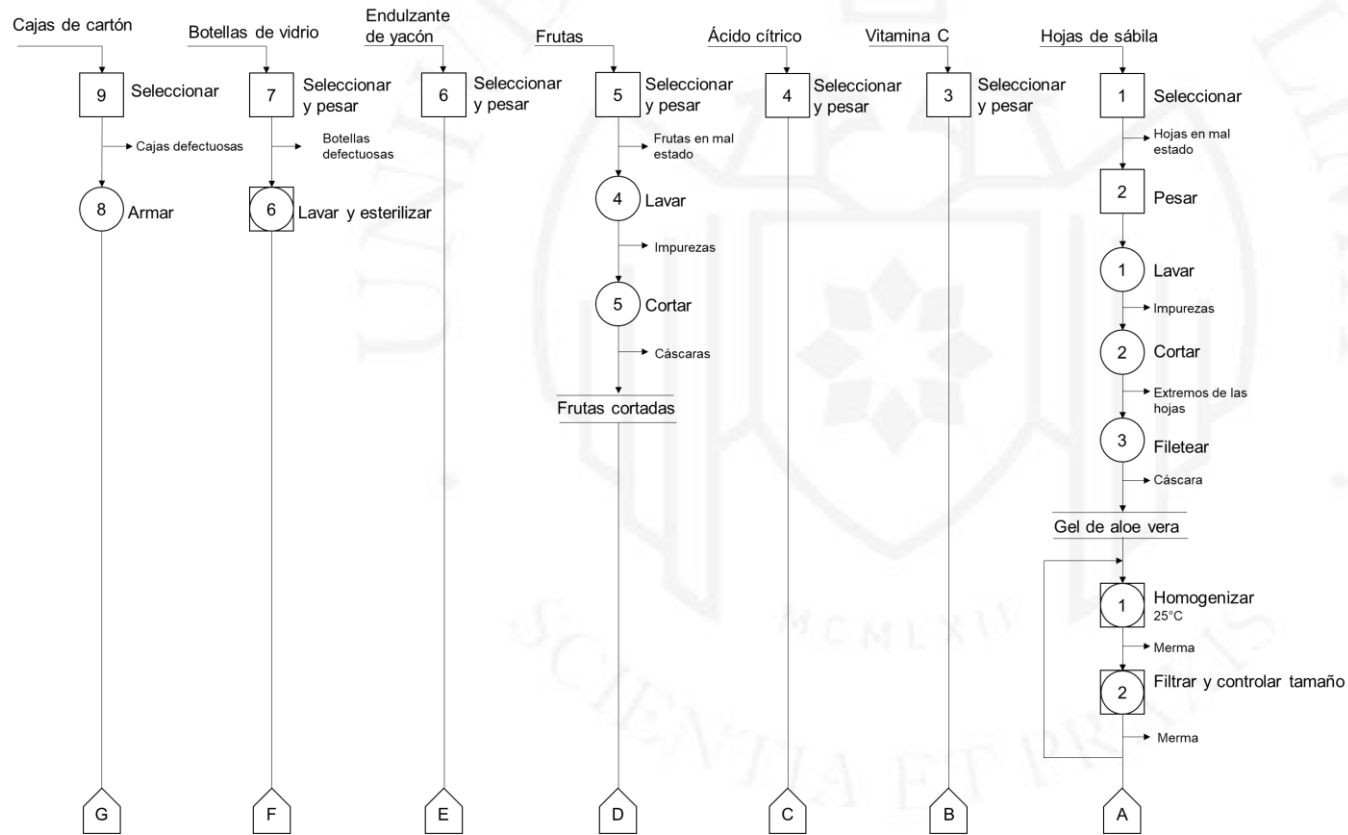 Cajas de cartón
9
Seleccionar
Cajas defectuosas
8
Armar
G
Botellas de vidrio
7
Seleccionar
y pesar
Botellas
defectuosas
6
Lavar y esterilizar
F
Endulzante
de yacón
6
Seleccionar
y pesar
E
Frutas
5
Seleccionar
y pesar
Frutas en mal
estado
4
Lavar
Impurezas
5
Cortar
Cáscaras
Frutas cortadas
D
Ácido cítrico
4
Seleccionar
y pesar
C
Vitamina C
3
Seleccionar
y pesar
B
Hojas de sábila
1
Seleccionar
Hojas en mal
estado
2
Pesar
1
Lavar
Impurezas
2
Cortar
Extremos de las
hojas
3
Filetear
Cáscara
Gel de aloe vera
1
Homogenizar
25°C
Merma
2
Filtrar y controlar tamaño
Merma
A
MCMLXII
SCIENTIA ET PRAXIS